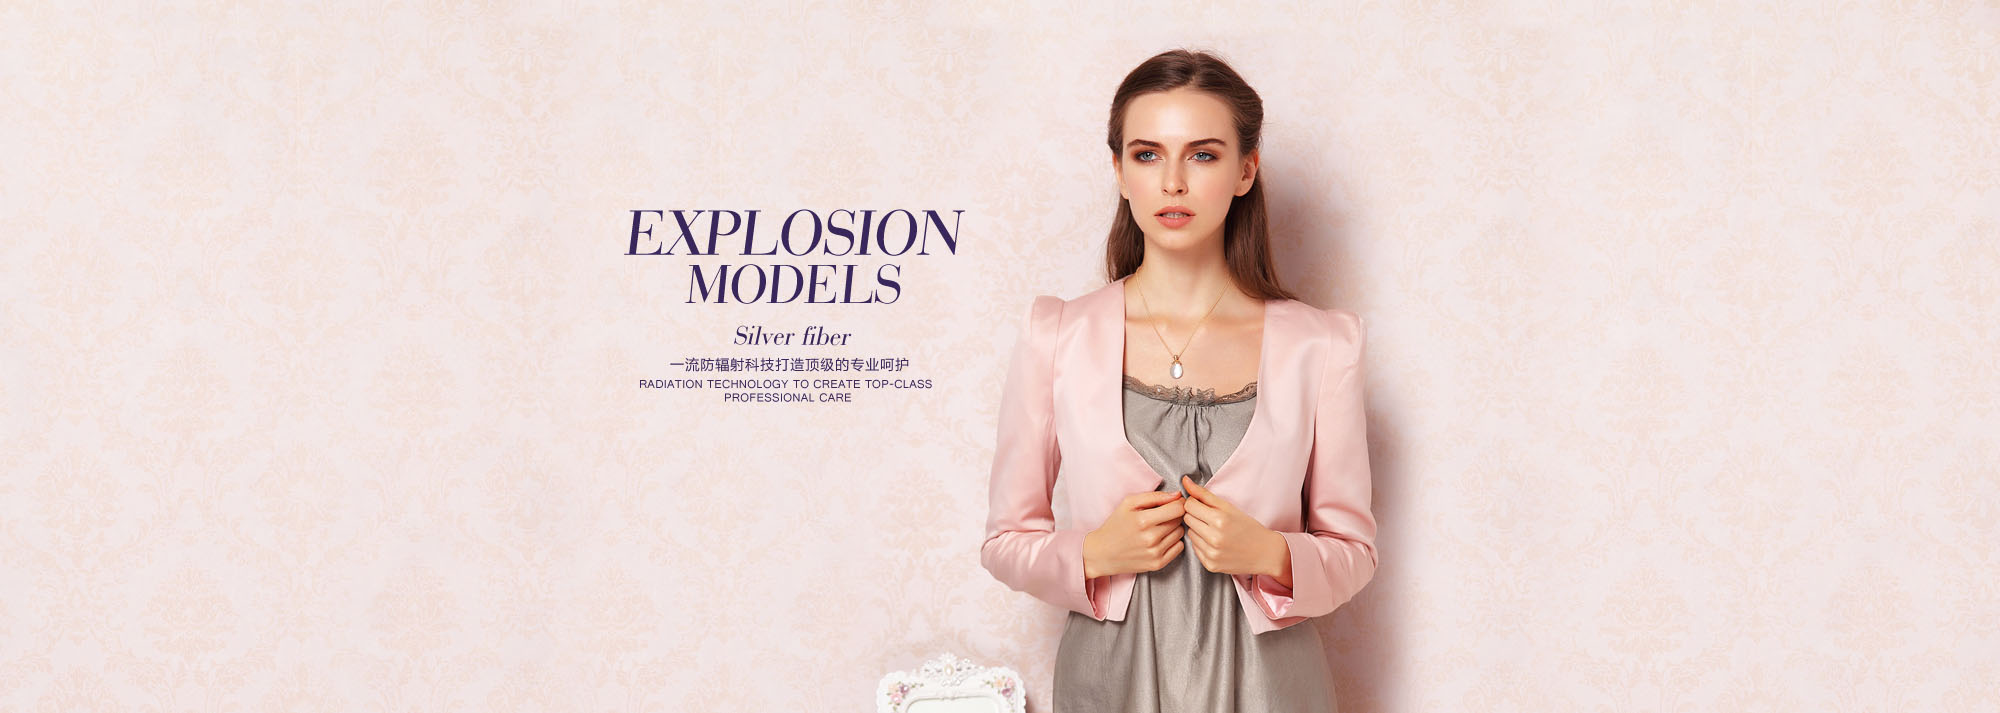 EXPLOSION
MODELS
Silver fiber
一流防辐射科技打造顶级的专业呵护
RADIATION TECHNOLOGY TO CREATE TOP-CLASS
PROFESSIONAL CARE